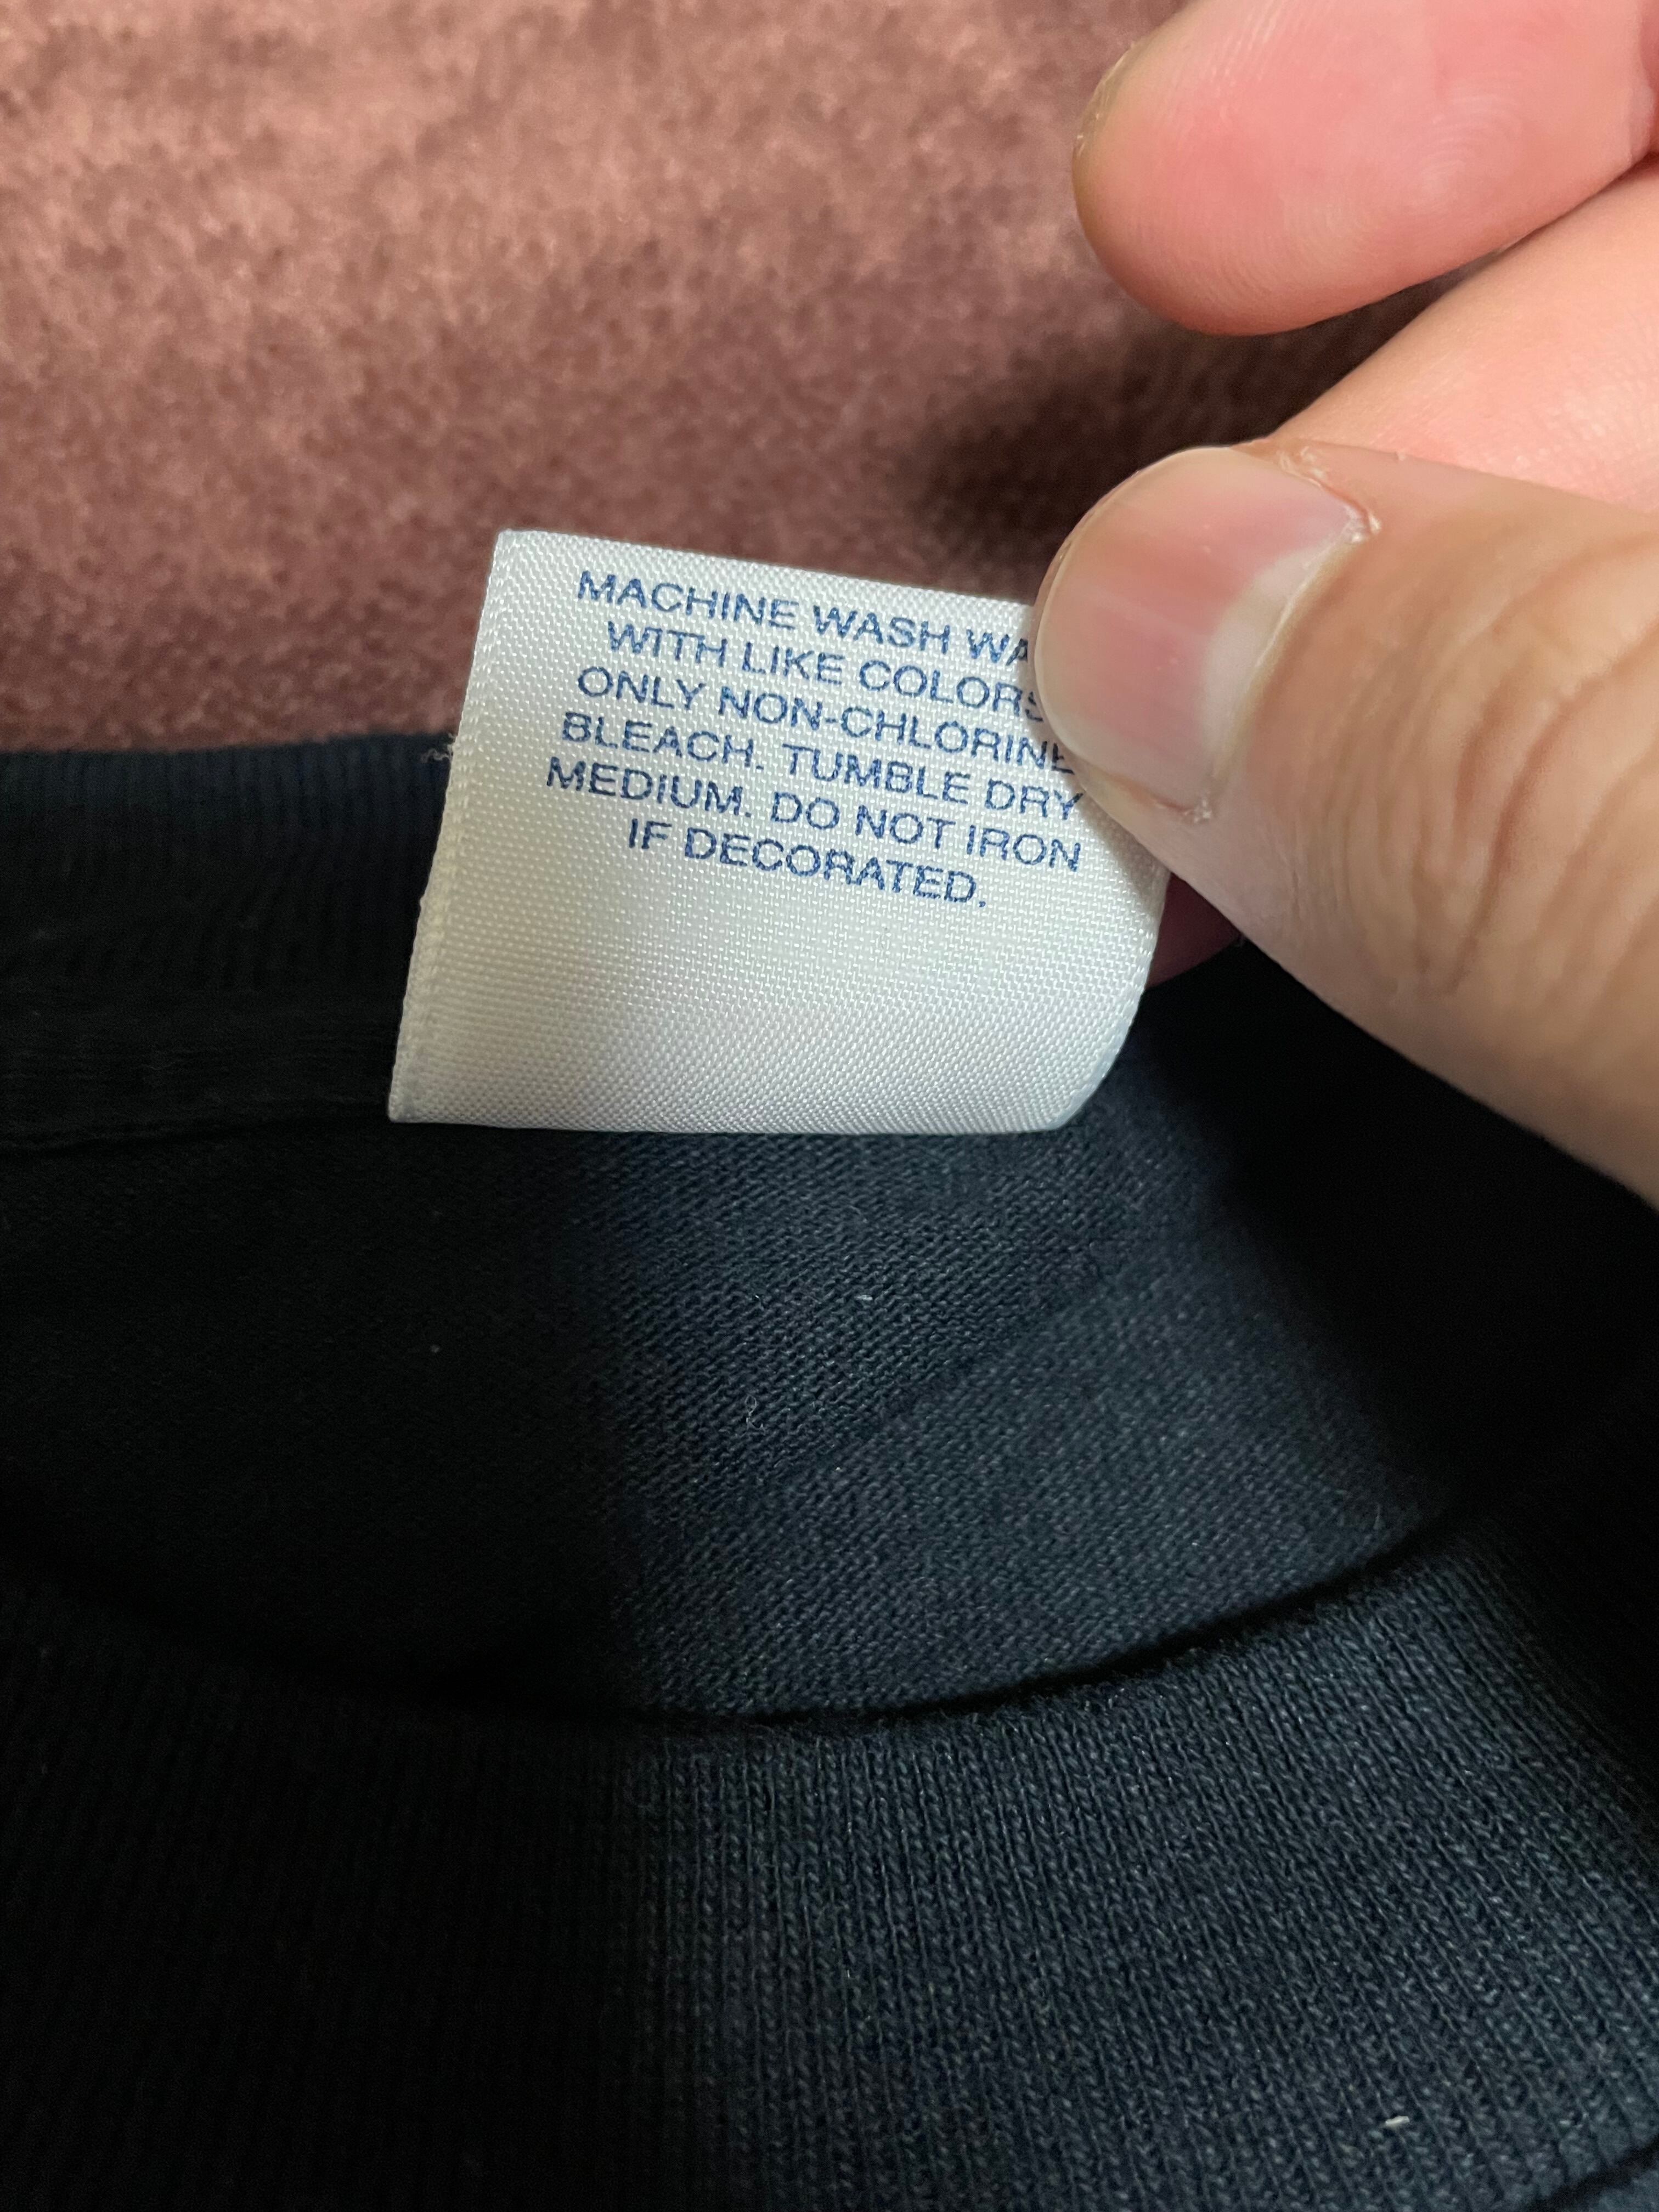 MACHINE WASH
WITH LIKE COLORS
ONLY NON-CHLORINE
BLEACH. TUMBLE DRY
MEDIUM. DO NOT IRON
IF DECORATED.